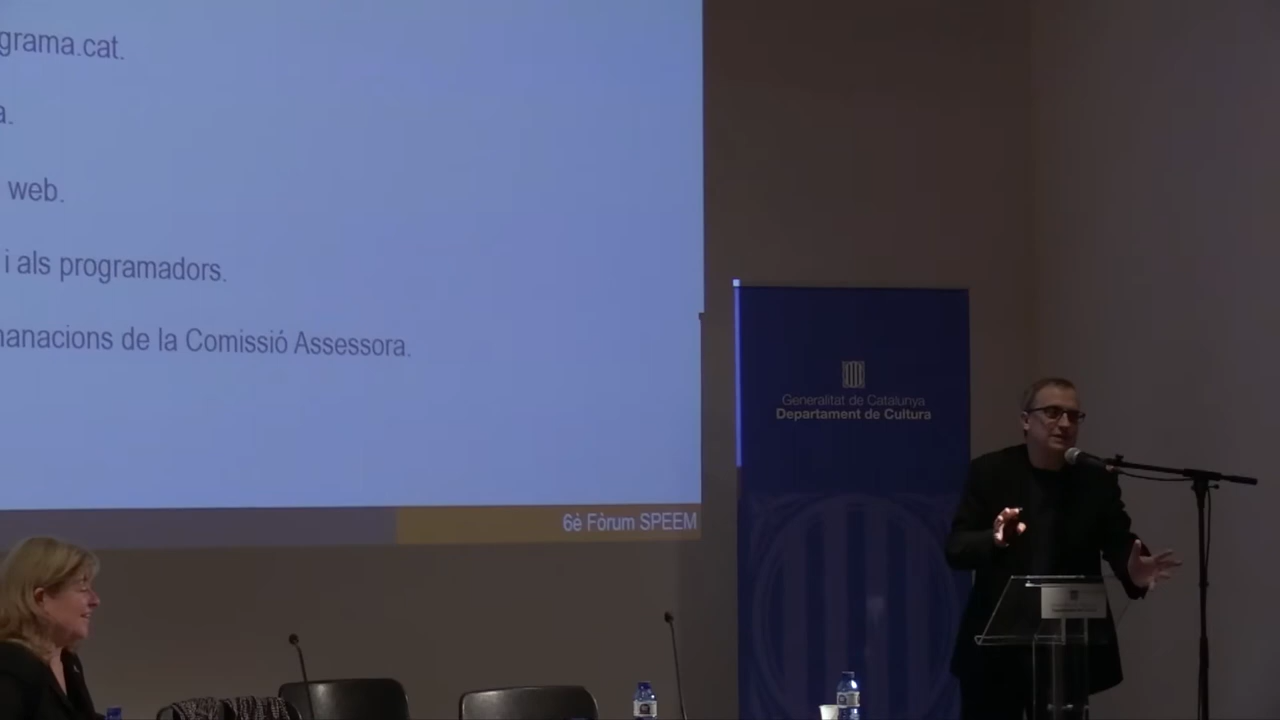 grama.cat.
a.
web.
i als programadors.
manacions de la Comissió Assessora.
6è Fòrum SPEEM
Generalitat de Catalunya
Departament de Cultura